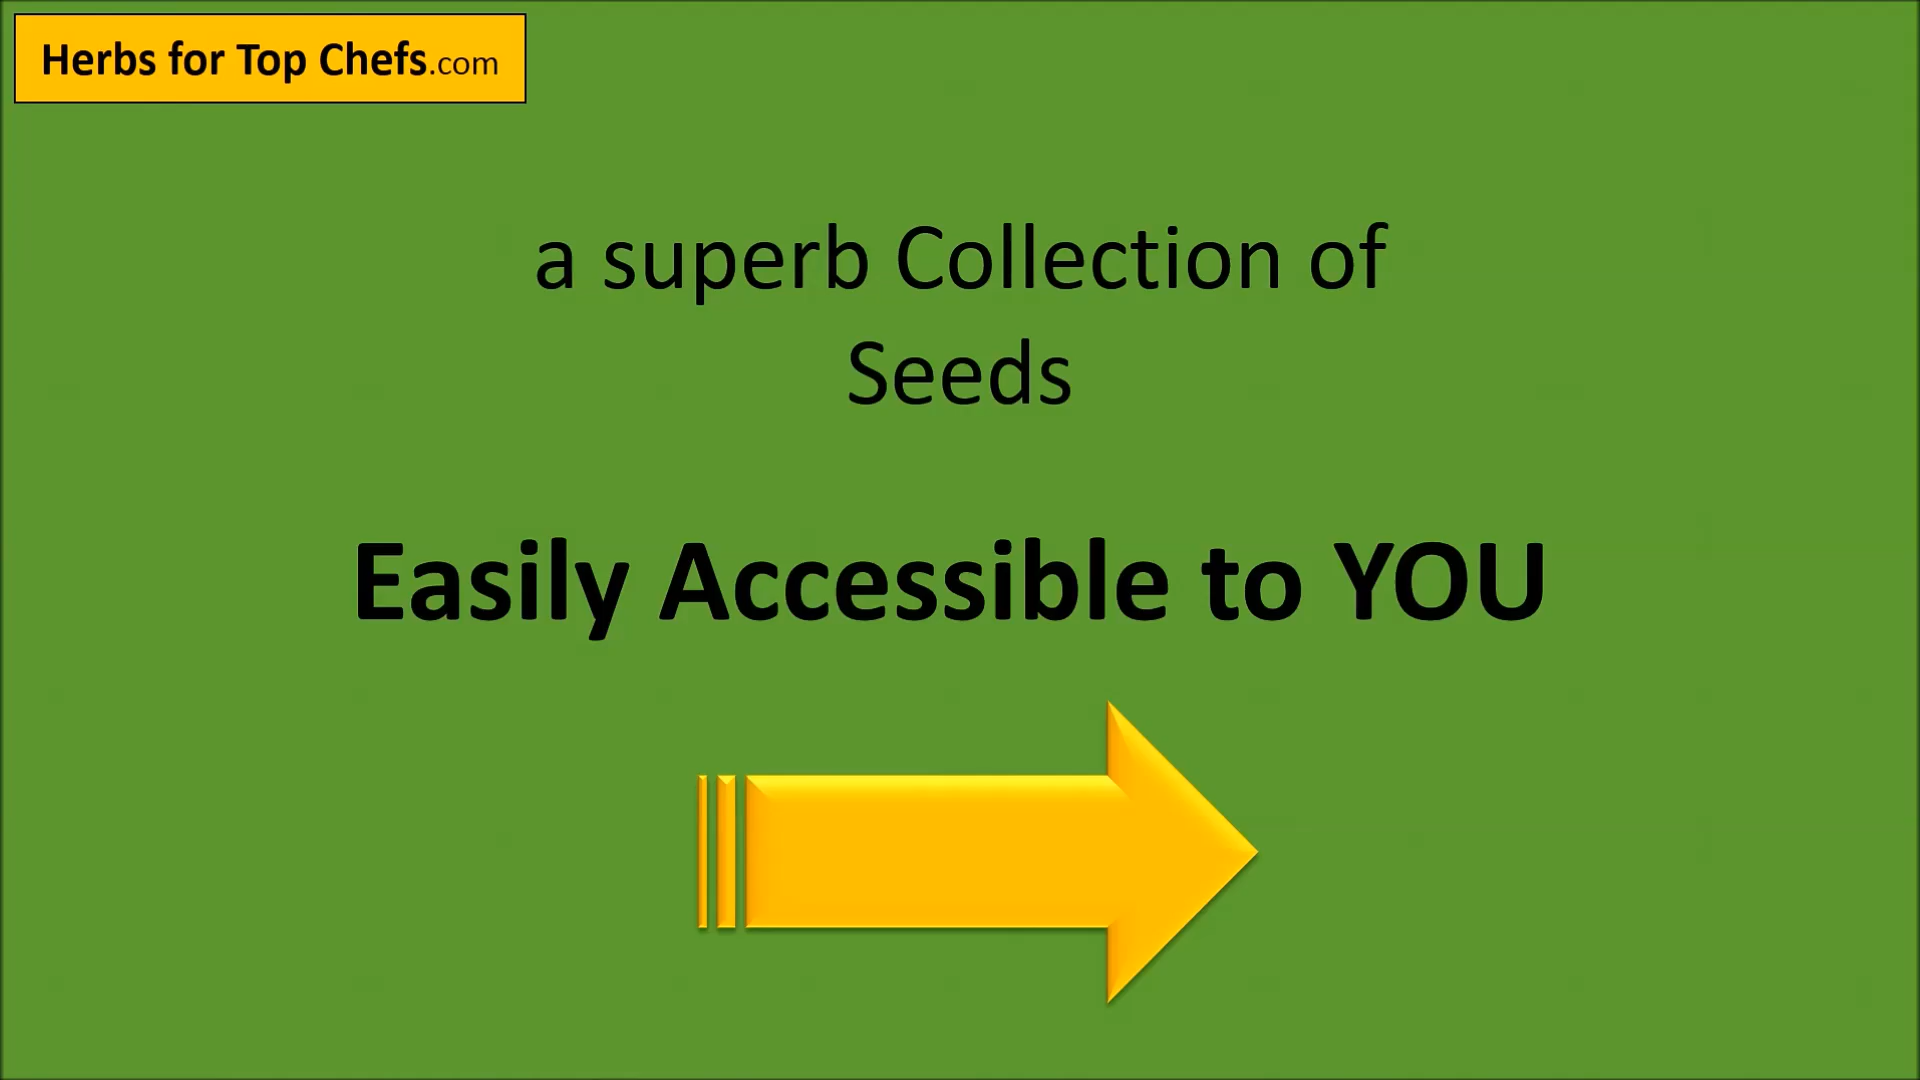 Herbs for Top Chefs.com
a superb Collection of
Seeds
Easily Accessible to YOU